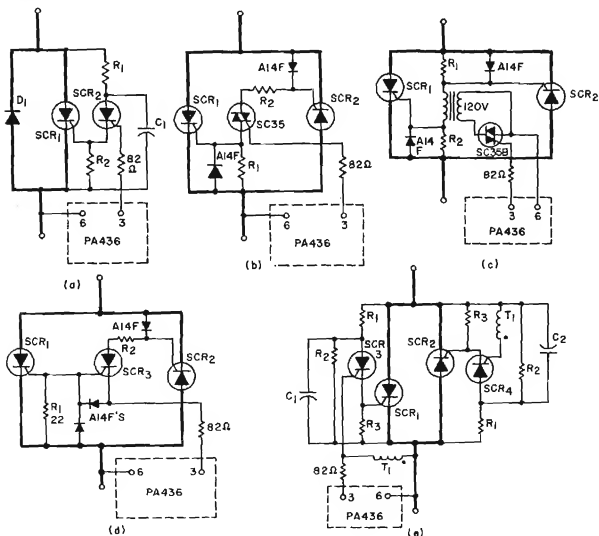 R1
D1
SCR1
SCR2
C1
R2
82
Ω
6
3
PA436
(a)
A14F
R2
SCR1
SC35
SCR2
A14F
R1
82Ω
6
3
PA436
(b)
R1
A14F
SCR1
SCR2
120V
A14
F
R2
SC35B
82Ω
3
6
PA436
(c)
A14F
SCR1
R2
SCR3
SCR2
R1
22
A14F'S
82Ω
6
3
PA436
(d)
R1
R3
T1
SCR2
C2
R2
SCR
3
C1
SCR4
R2
SCR1
R3
R1
82Ω
T1
3
6
PA436
(e)